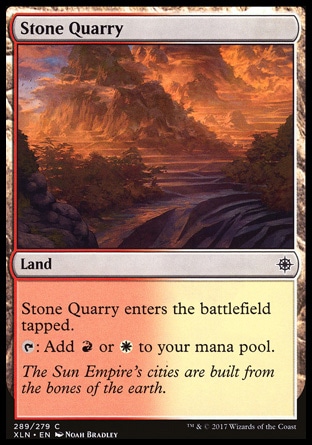 Stone Quarry
Land
Stone Quarry enters the battlefield
tapped.
: Add or to your mana pool.
The Sun Empire's cities are built from
the bones of the earth.
289/279 C
XLN • EN NOAH BRADLEY
™ & © 2017 Wizards of the Coast